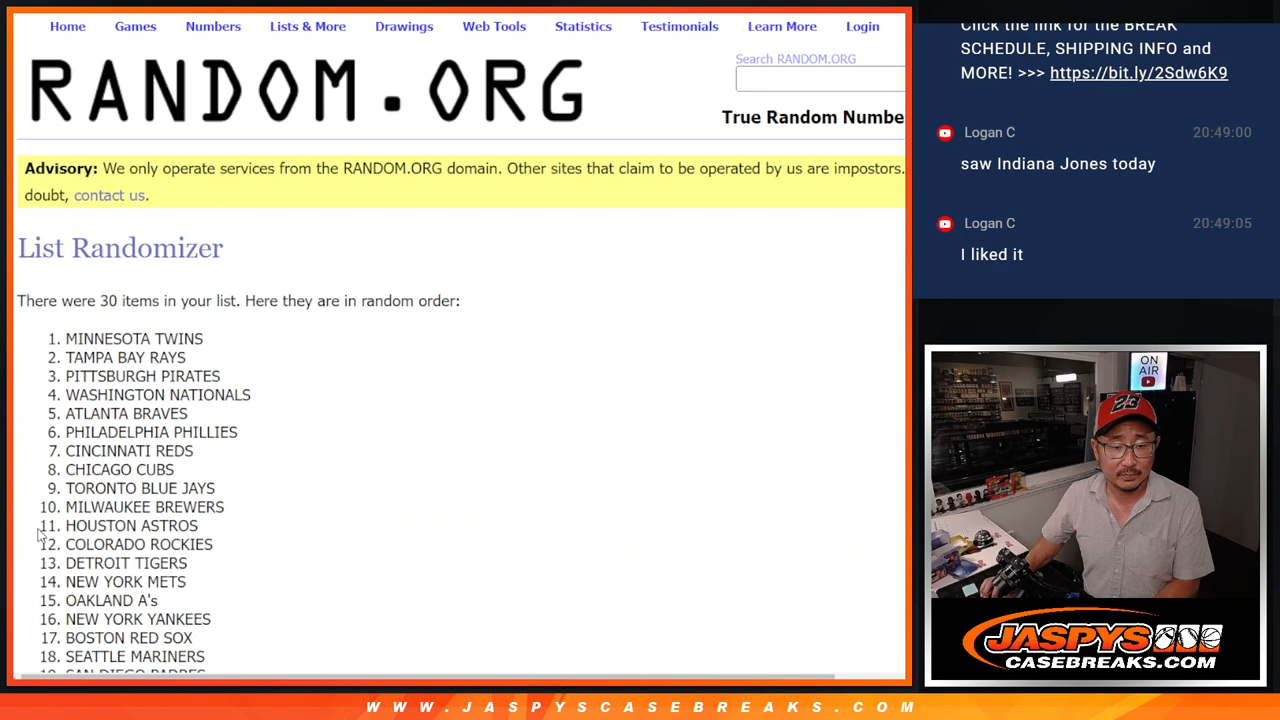 Home Games Numbers Lists & More Drawings Web Tools Statistics Testimonials Learn More Login
RANDOM.ORG
Search RANDOM.ORG
True Random Numbe
Advisory: We only operate services from the RANDOM.ORG domain. Other sites that claim to be operated by us are impostors.
doubt, contact us.
List Randomizer
There were 30 items in your list. Here they are in random order:
1. MINNESOTA TWINS
2. TAMPA BAY RAYS
3. PITTSBURGH PIRATES
4. WASHINGTON NATIONALS
5. ATLANTA BRAVES
6. PHILADELPHIA PHILLIES
7. CINCINNATI REDS
8. CHICAGO CUBS
9. TORONTO BLUE JAYS
10. MILWAUKEE BREWERS
11. HOUSTON ASTROS
12. COLORADO ROCKIES
13. DETROIT TIGERS
14. NEW YORK METS
15. OAKLAND A's
16. NEW YORK YANKEES
17. BOSTON RED SOX
18. SEATTLE MARINERS
19. SAN DIEGO PADRES
Click the link for the BREAK
SCHEDULE, SHIPPING INFO and
MORE! >>> https://bit.ly/2Sdw6K9
Logan C 20:49:00
saw Indiana Jones today
Logan C 20:49:05
I liked it
ON
AIR
23
JASPYS
CASEBREAKS.COM
WWW.JASPYSCASEBREAKS.COM